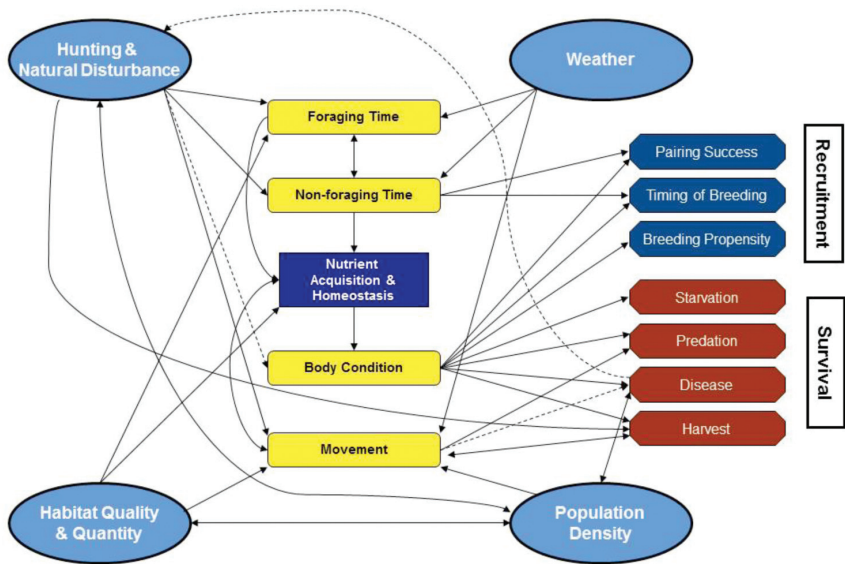 Hunting &
Natural Disturbance
Weather
Foraging Time
Non-foraging Time
Nutrient
Acquisition &
Homeostasis
Body Condition
Movement
Pairing Success
Timing of Breeding
Breeding Propensity
Starvation
Predation
Disease
Harvest
Recruitment
Survival
Habitat Quality
& Quantity
Population
Density